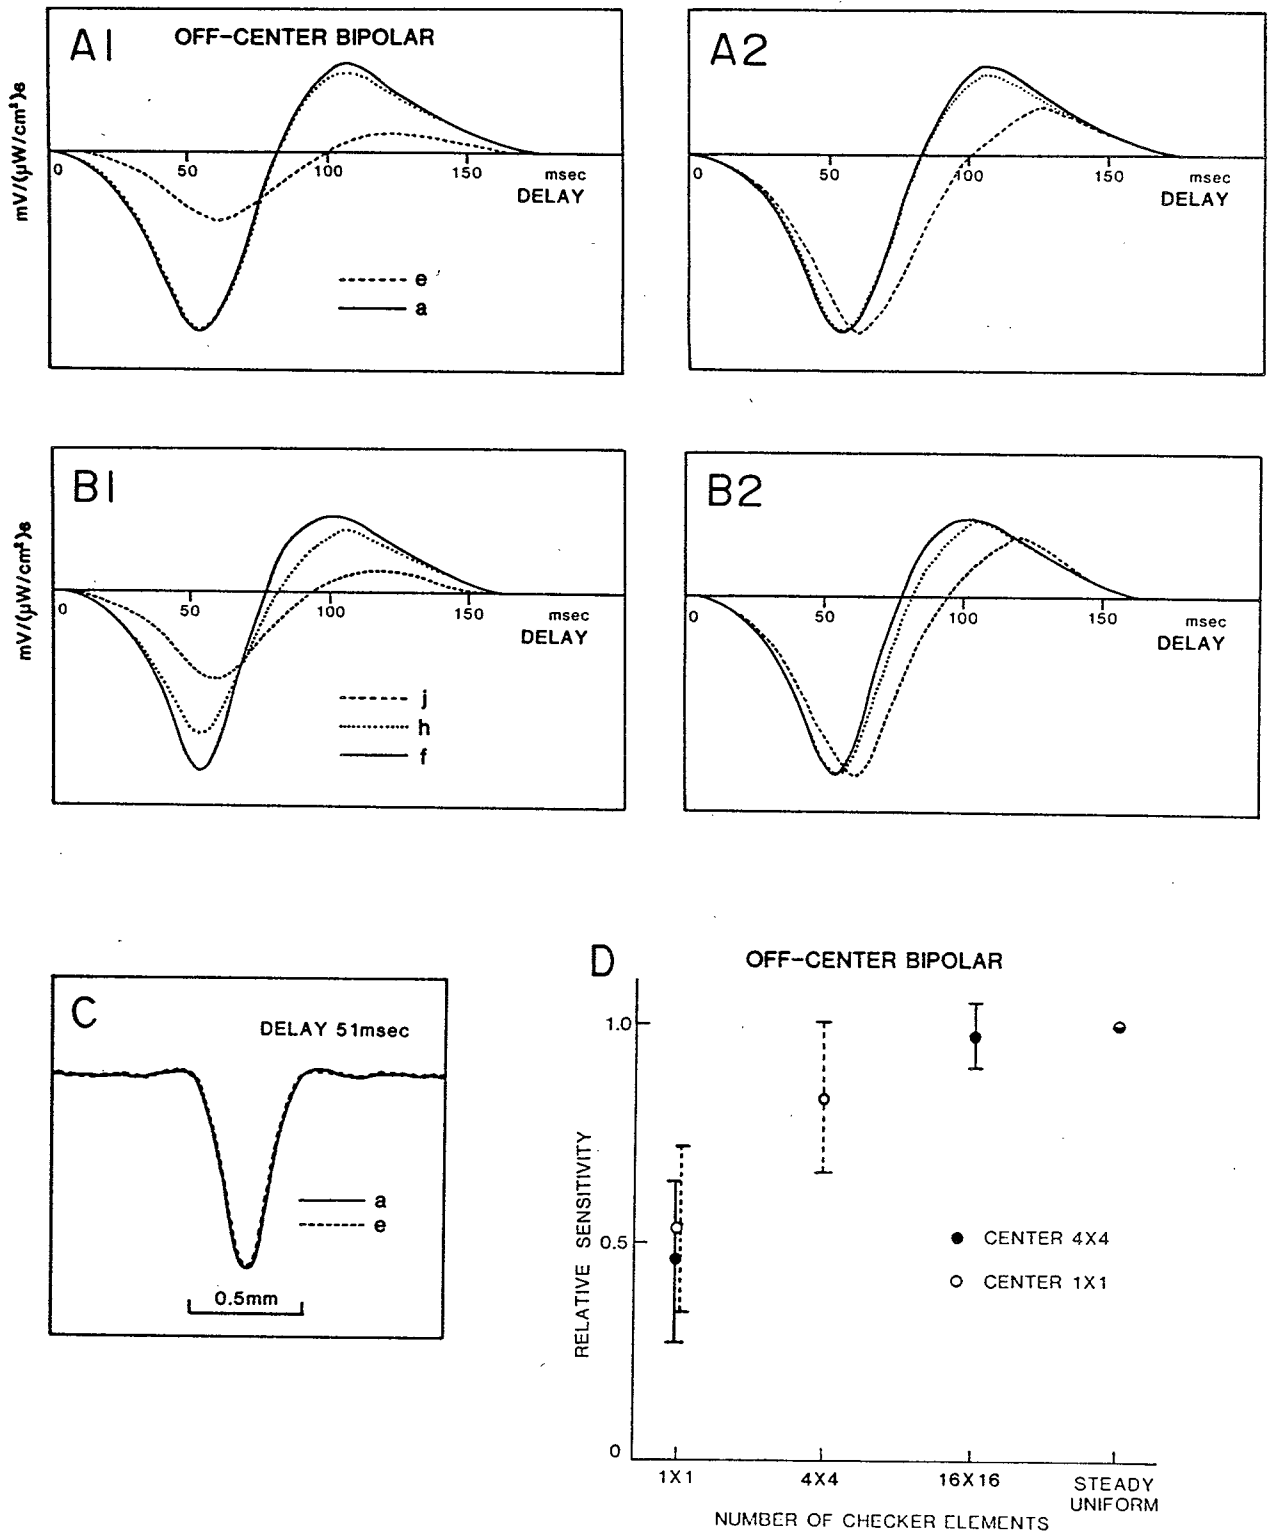 A1
OFF-CENTER BIPOLAR
mV/(μW/cm²)s
0 50 100 150 msec
DELAY
e
a
A2
0 50 100 150 msec
DELAY
B1
mV/(μW/cm²)s
0 50 100 150 msec
DELAY
j
h
f
B2
0 50 100 150 msec
DELAY
C
DELAY 51msec
a
e
0.5mm
D
OFF-CENTER BIPOLAR
RELATIVE SENSITIVITY
1.0
0.5
0
CENTER 4X4
CENTER 1X1
1X1 4X4 16X16 STEADY
UNIFORM
NUMBER OF CHECKER ELEMENTS